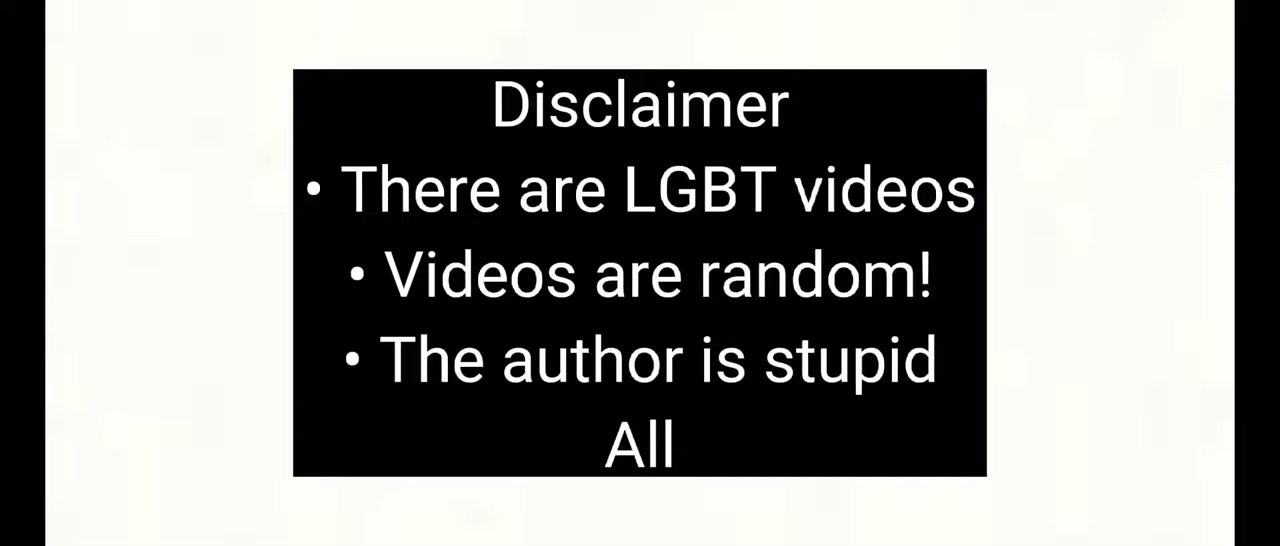 Disclaimer
• There are LGBT videos
• Videos are random!
• The author is stupid
All